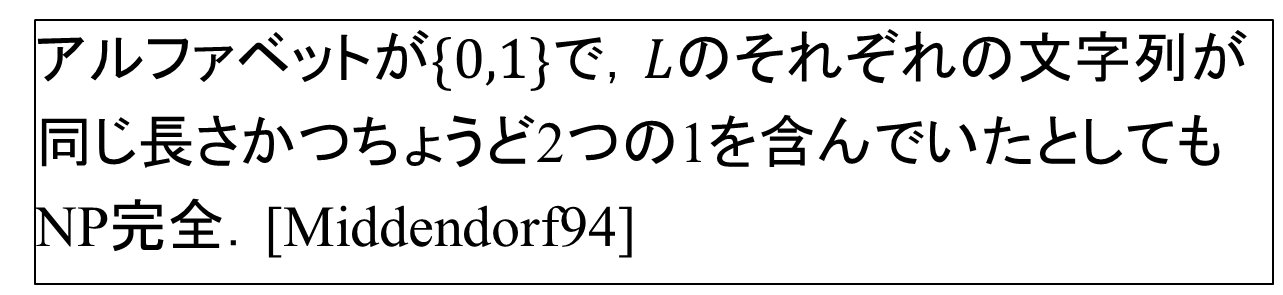 アルファベットが{0,1}で，Lのそれぞれの文字列が
同じ長さかつちょうど2つの1を含んでいたとしても
NP完全．[Middendorf94]